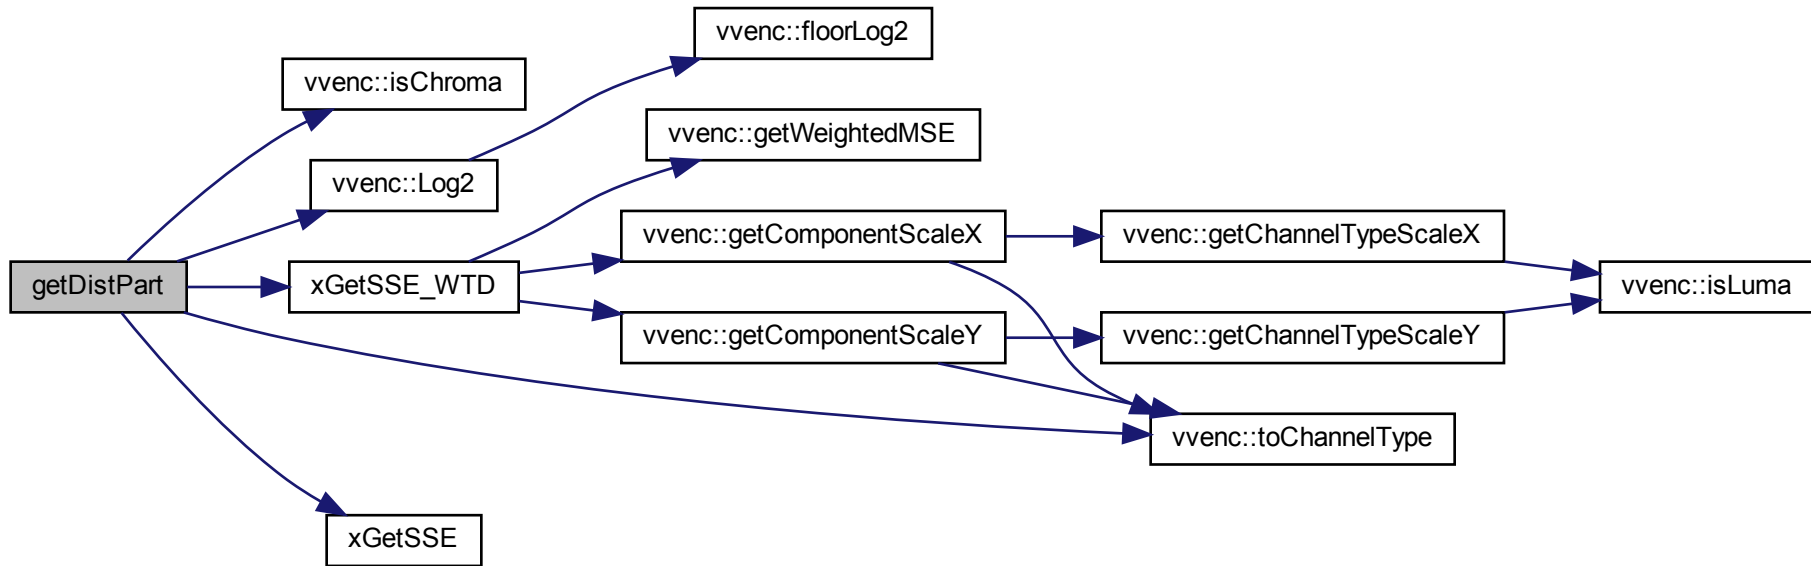 vvenc::floorLog2
vvenc::isChroma
vvenc::getWeightedMSE
vvenc::Log2
vvenc::getComponentScaleX
vvenc::getChannelTypeScaleX
getDistPart
xGetSSE_WTD
vvenc::isLuma
vvenc::getComponentScaleY
vvenc::getChannelTypeScaleY
vvenc::toChannelType
xGetSSE